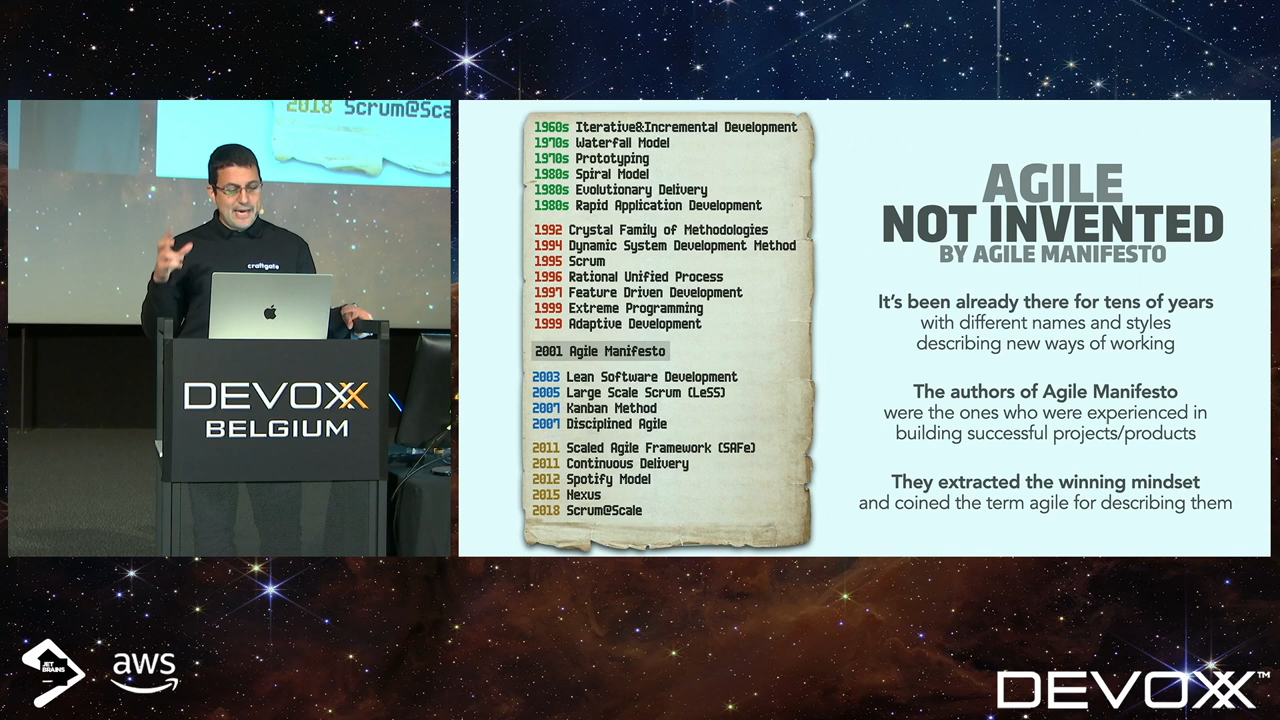 2018 Scrum@Sca
craftgate
DEVOXX
BELGIUM
1960s Iterative&Incremental Development
1970s Waterfall Model
1970s Prototyping
1980s Spiral Model
1980s Evolutionary Delivery
1980s Rapid Application Development
1992 Crystal Family of Methodologies
1994 Dynamic System Development Method
1995 Scrum
1996 Rational Unified Process
1997 Feature Driven Development
1999 Extreme Programming
1999 Adaptive Development
2001 Agile Manifesto
2003 Lean Software Development
2005 Large Scale Scrum (LeSS)
2007 Kanban Method
2007 Disciplined Agile
2011 Scaled Agile Framework (SAFe)
2011 Continuous Delivery
2012 Spotify Model
2015 Nexus
2018 Scrum@Scale
AGILE
NOT INVENTED
BY AGILE MANIFESTO
It's been already there for tens of years
with different names and styles
describing new ways of working
The authors of Agile Manifesto
were the ones who were experienced in
building successful projects/products
They extracted the winning mindset
and coined the term agile for describing them
JET
BRAINS
aws
DEVOXX™